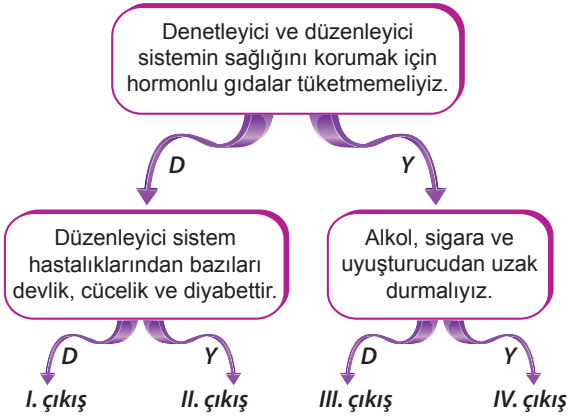 Denetleyici ve düzenleyici
sistemin sağlığını korumak için
hormonlu gıdalar tüketmemeliyiz.
D
Y
Düzenleyici sistem
hastalıklarından bazıları
devlik, cücelik ve diyabettir.
Alkol, sigara ve
uyuşturucudan uzak
durmalıyız.
D
Y
D
Y
I. çıkış
II. çıkış
III. çıkış
IV. çıkış